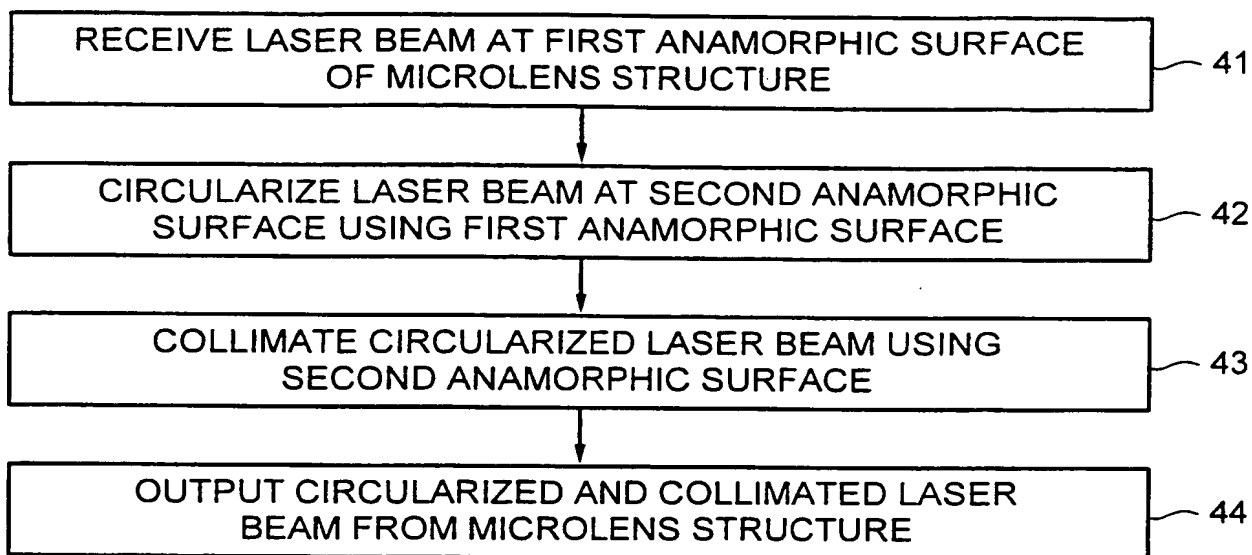 RECEIVE LASER BEAM AT FIRST ANAMORPHIC SURFACE
OF MICROLENS STRUCTURE
41
CIRCULARIZE LASER BEAM AT SECOND ANAMORPHIC
SURFACE USING FIRST ANAMORPHIC SURFACE
42
COLLIMATE CIRCULARIZED LASER BEAM USING
SECOND ANAMORPHIC SURFACE
43
OUTPUT CIRCULARIZED AND COLLIMATED LASER
BEAM FROM MICROLENS STRUCTURE
44